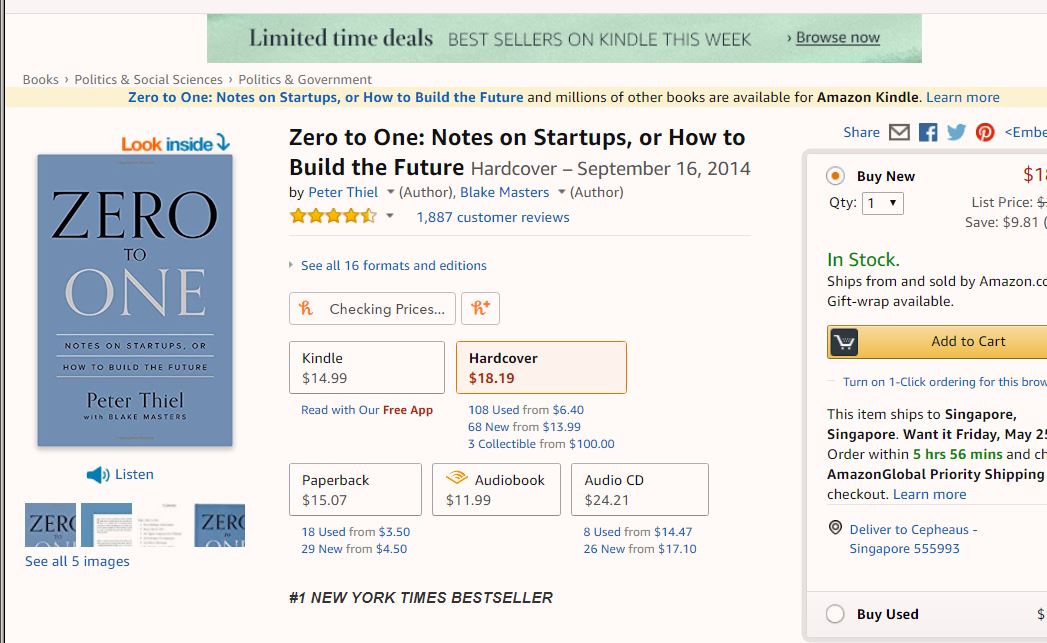 Limited time deals BEST SELLERS ON KINDLE THIS WEEK › Browse now
Books › Politics & Social Sciences › Politics & Government
Zero to One: Notes on Startups, or How to Build the Future and millions of other books are available for Amazon Kindle. Learn more
Look inside
ZERO
TO
ONE
NOTES ON STARTUPS, OR
HOW TO BUILD THE FUTURE
Peter Thiel
with BLAKE MASTERS
Listen
ZER
ZERO
See all 5 images
Zero to One: Notes on Startups, or How to
Build the Future Hardcover – September 16, 2014
by Peter Thiel (Author), Blake Masters (Author)
1,887 customer reviews
See all 16 formats and editions
Checking Prices...
Kindle
$14.99
Read with Our Free App
Hardcover
$18.19
108 Used from $6.40
68 New from $13.99
3 Collectible from $100.00
Paperback
$15.07
18 Used from $3.50
29 New from $4.50
Audiobook
$11.99
Audio CD
$24.21
8 Used from $14.47
26 New from $17.10
#1 NEW YORK TIMES BESTSELLER
Share <Embe
Buy New $18
Qty: 1
List Price: $
Save: $9.81 (
In Stock.
Ships from and sold by Amazon.co
Gift-wrap available.
Add to Cart
Turn on 1-Click ordering for this brow
This item ships to Singapore,
Singapore. Want it Friday, May 25
Order within 5 hrs 56 mins and ch
AmazonGlobal Priority Shipping
checkout. Learn more
Deliver to Cepheaus -
Singapore 555993
Buy Used $